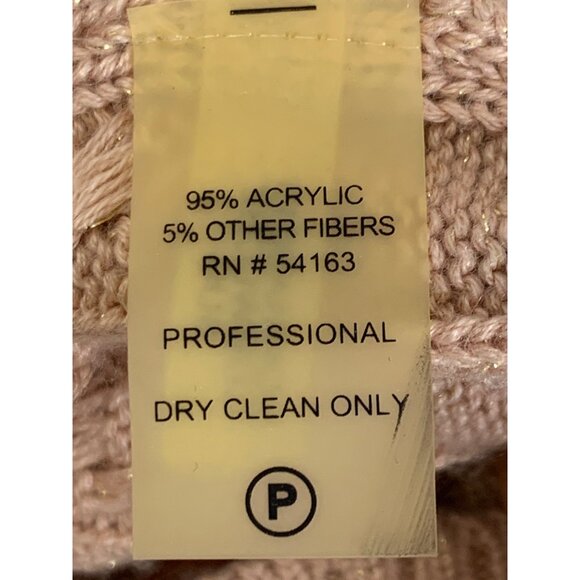 95% ACRYLIC
5% OTHER FIBERS
RN # 54163
PROFESSIONAL
DRY CLEAN ONLY
P